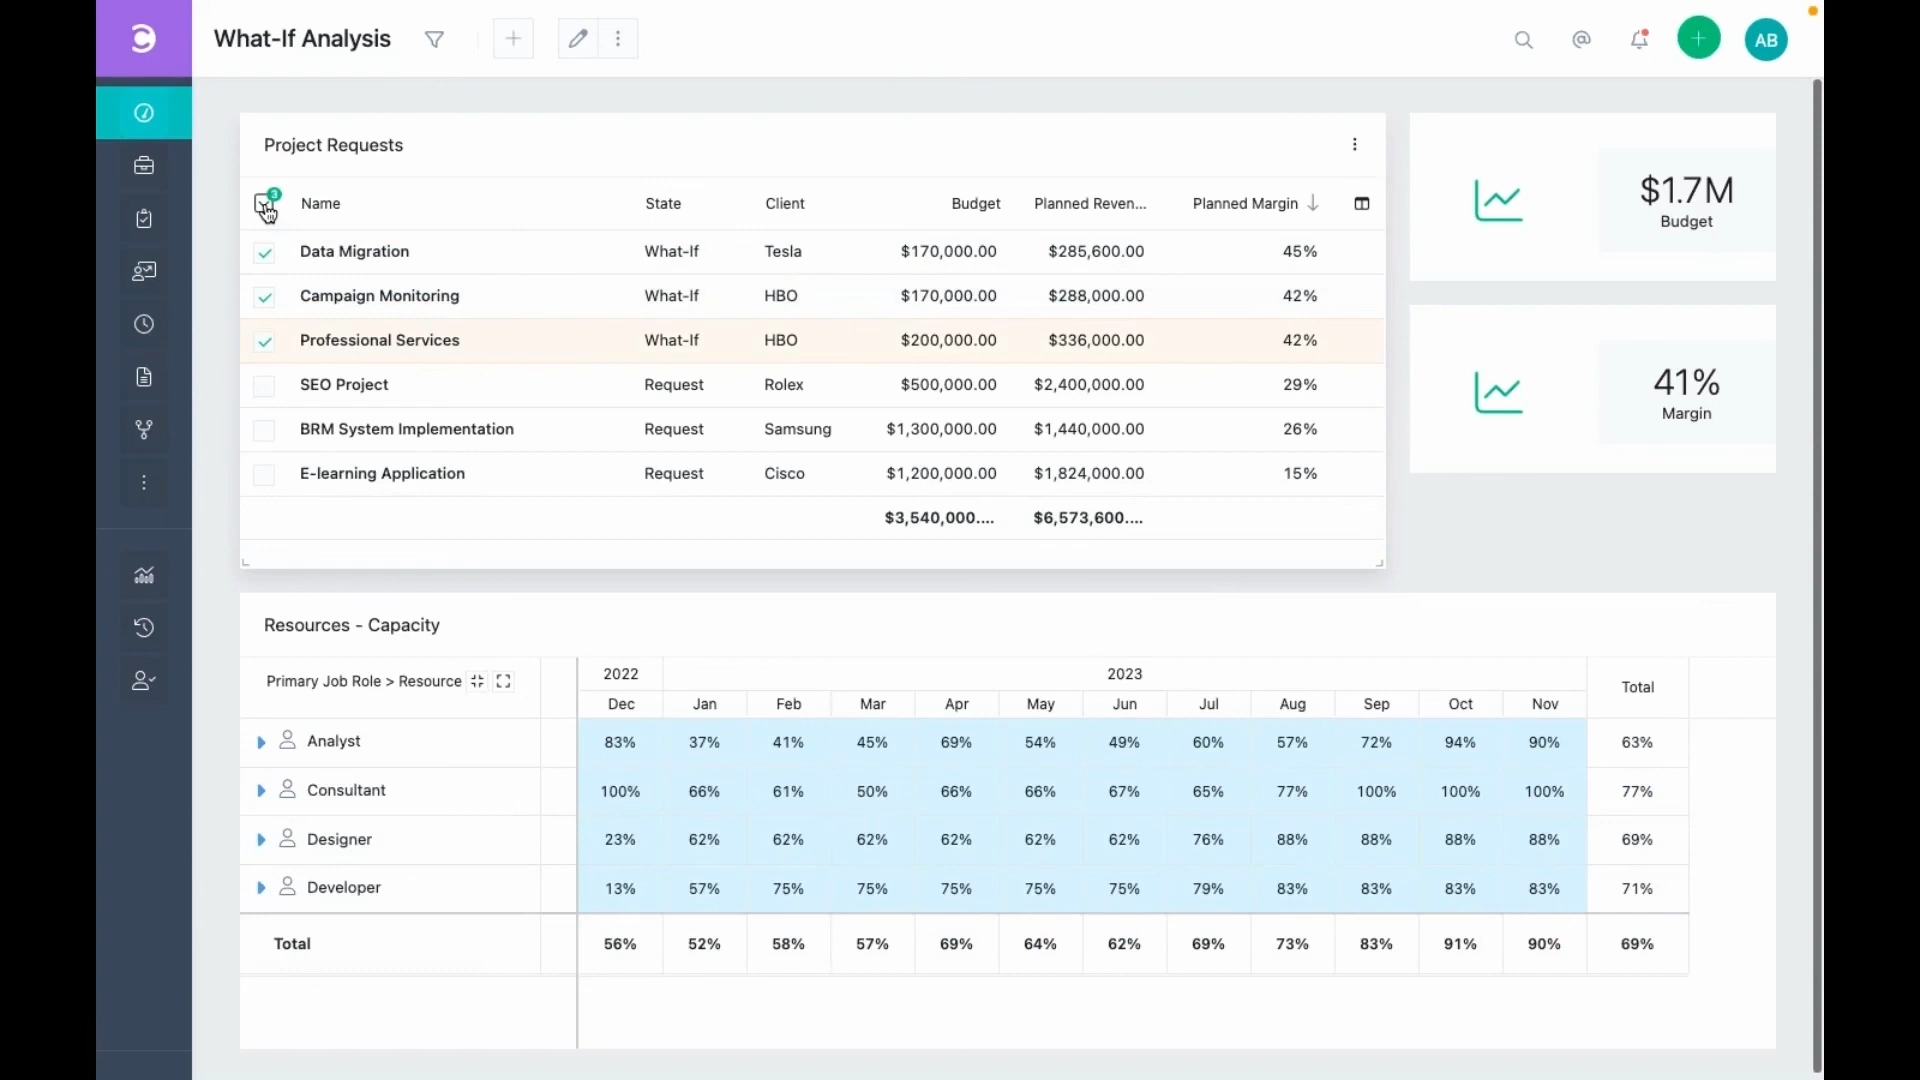 What-If Analysis
AB
Project Requests
3
Name State Client Budget Planned Reven... Planned Margin
Data Migration What-If Tesla $170,000.00 $285,600.00 45%
Campaign Monitoring What-If HBO $170,000.00 $288,000.00 42%
Professional Services What-If HBO $200,000.00 $336,000.00 42%
SEO Project Request Rolex $500,000.00 $2,400,000.00 29%
BRM System Implementation Request Samsung $1,300,000.00 $1,440,000.00 26%
E-learning Application Request Cisco $1,200,000.00 $1,824,000.00 15%
$3,540,000.... $6,573,600....
$1.7M
Budget
41%
Margin
Resources - Capacity
Primary Job Role > Resource
2022 2023 Total
Dec Jan Feb Mar Apr May Jun Jul Aug Sep Oct Nov
Analyst 83% 37% 41% 45% 69% 54% 49% 60% 57% 72% 94% 90% 63%
Consultant 100% 66% 61% 50% 66% 66% 67% 65% 77% 100% 100% 100% 77%
Designer 23% 62% 62% 62% 62% 62% 62% 76% 88% 88% 88% 88% 69%
Developer 13% 57% 75% 75% 75% 75% 75% 79% 83% 83% 83% 83% 71%
Total 56% 52% 58% 57% 69% 64% 62% 69% 73% 83% 91% 90% 69%